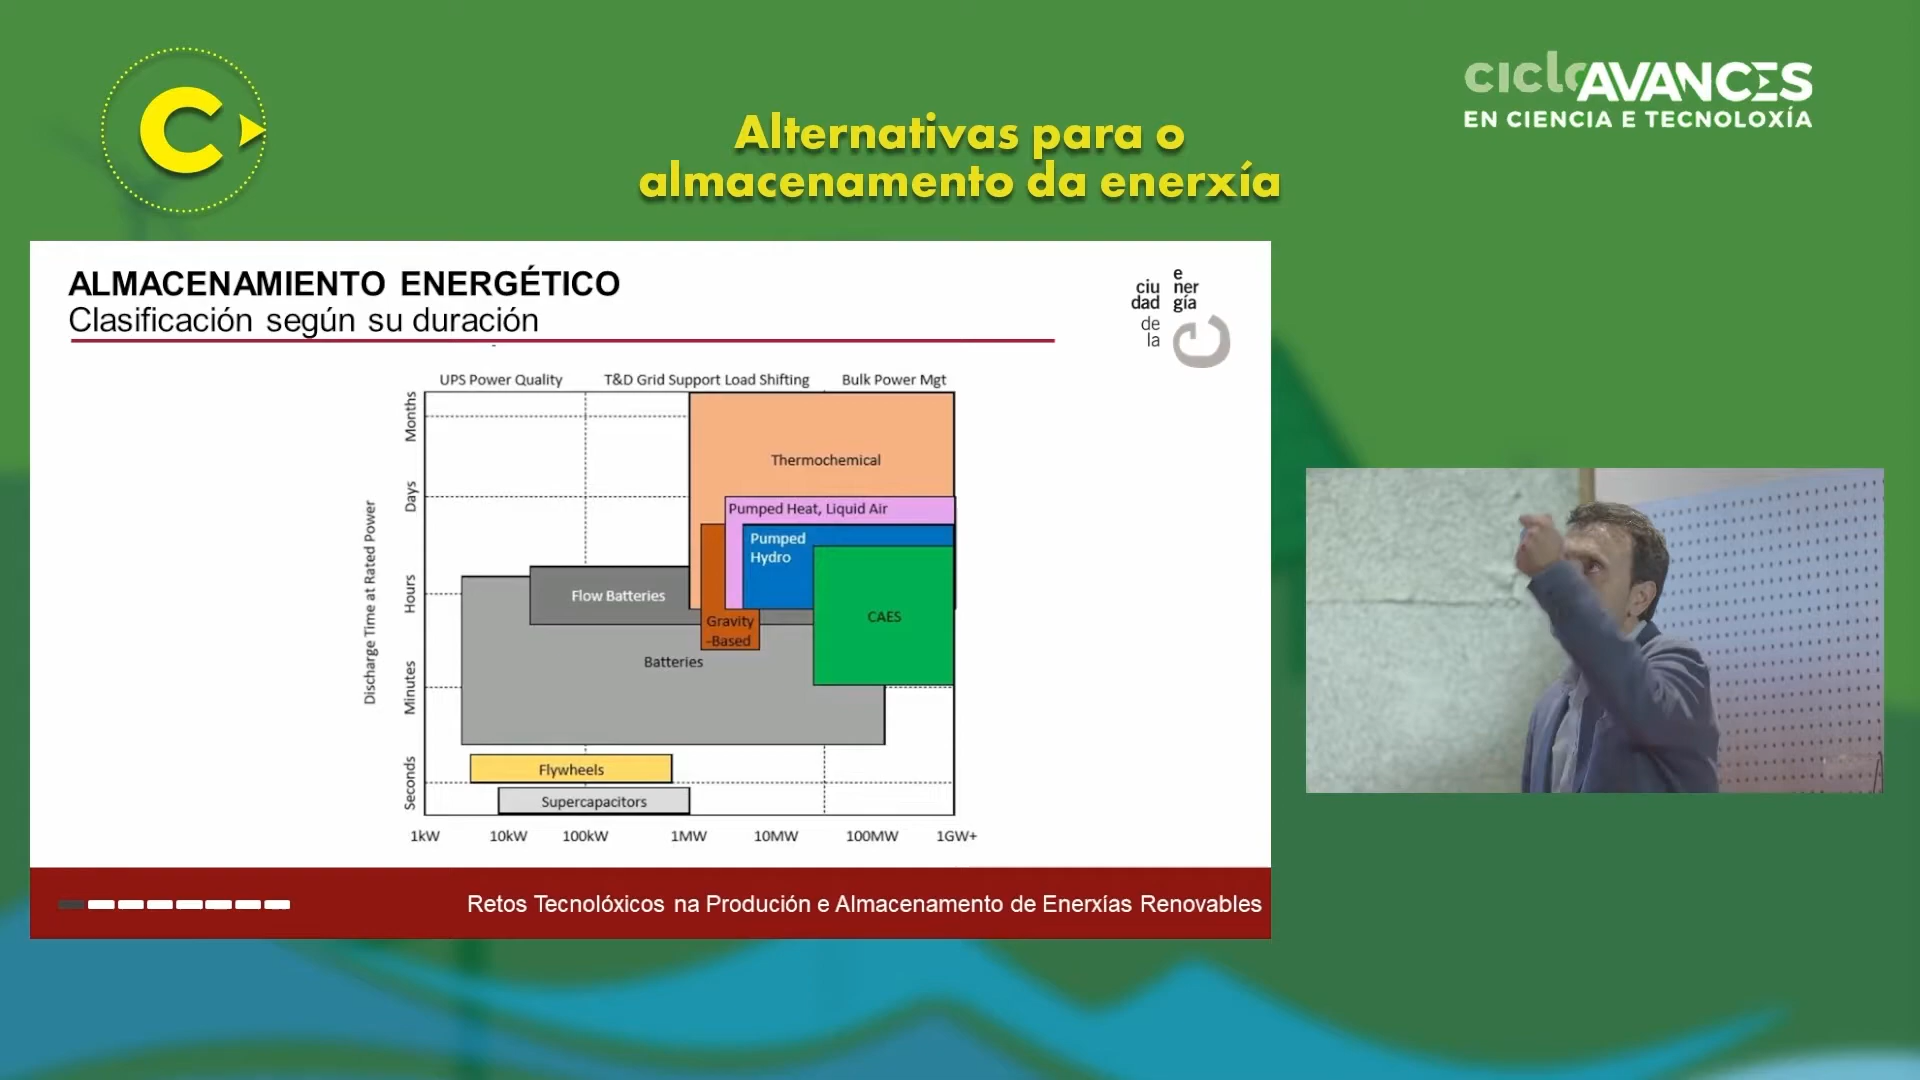 C
cicloAVANCES
EN CIENCIA E TECNOLOXÍA
Alternativas para o
almacenamento da enerxía
ALMACENAMIENTO ENERGÉTICO
Clasificación según su duración
e
ciu ner
dad gía
de
la
UPS Power Quality
T&D Grid Support Load Shifting
Bulk Power Mgt
Discharge Time at Rated Power
Months
Days
Hours
Minutes
Seconds
Thermochemical
Pumped Heat, Liquid Air
Pumped
Hydro
Flow Batteries
CAES
Gravity
-Based
Batteries
Flywheels
Supercapacitors
1kW
10kW
100kW
1MW
10MW
100MW
1GW+
Retos Tecnolóxicos na Produción e Almacenamento de Enerxías Renovables